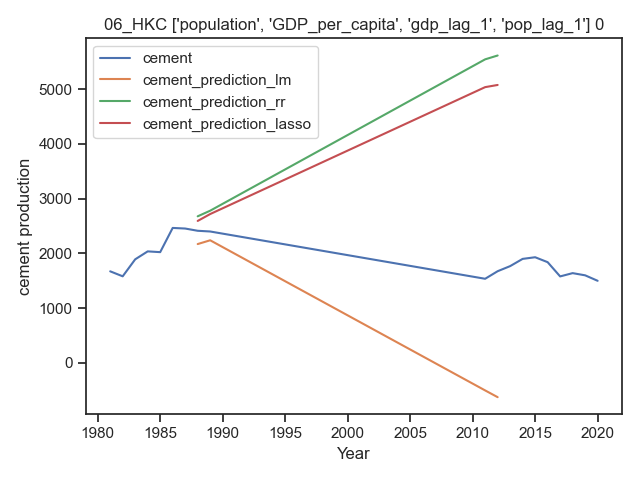 06_HKC ['population', 'GDP_per_capita', 'gdp_lag_1', 'pop_lag_1'] 0
cement
cement_prediction_lm
cement_prediction_rr
cement_prediction_lasso
5000
4000
3000
2000
1000
0
cement production
1980
1985
1990
1995
2000
2005
2010
2015
2020
Year